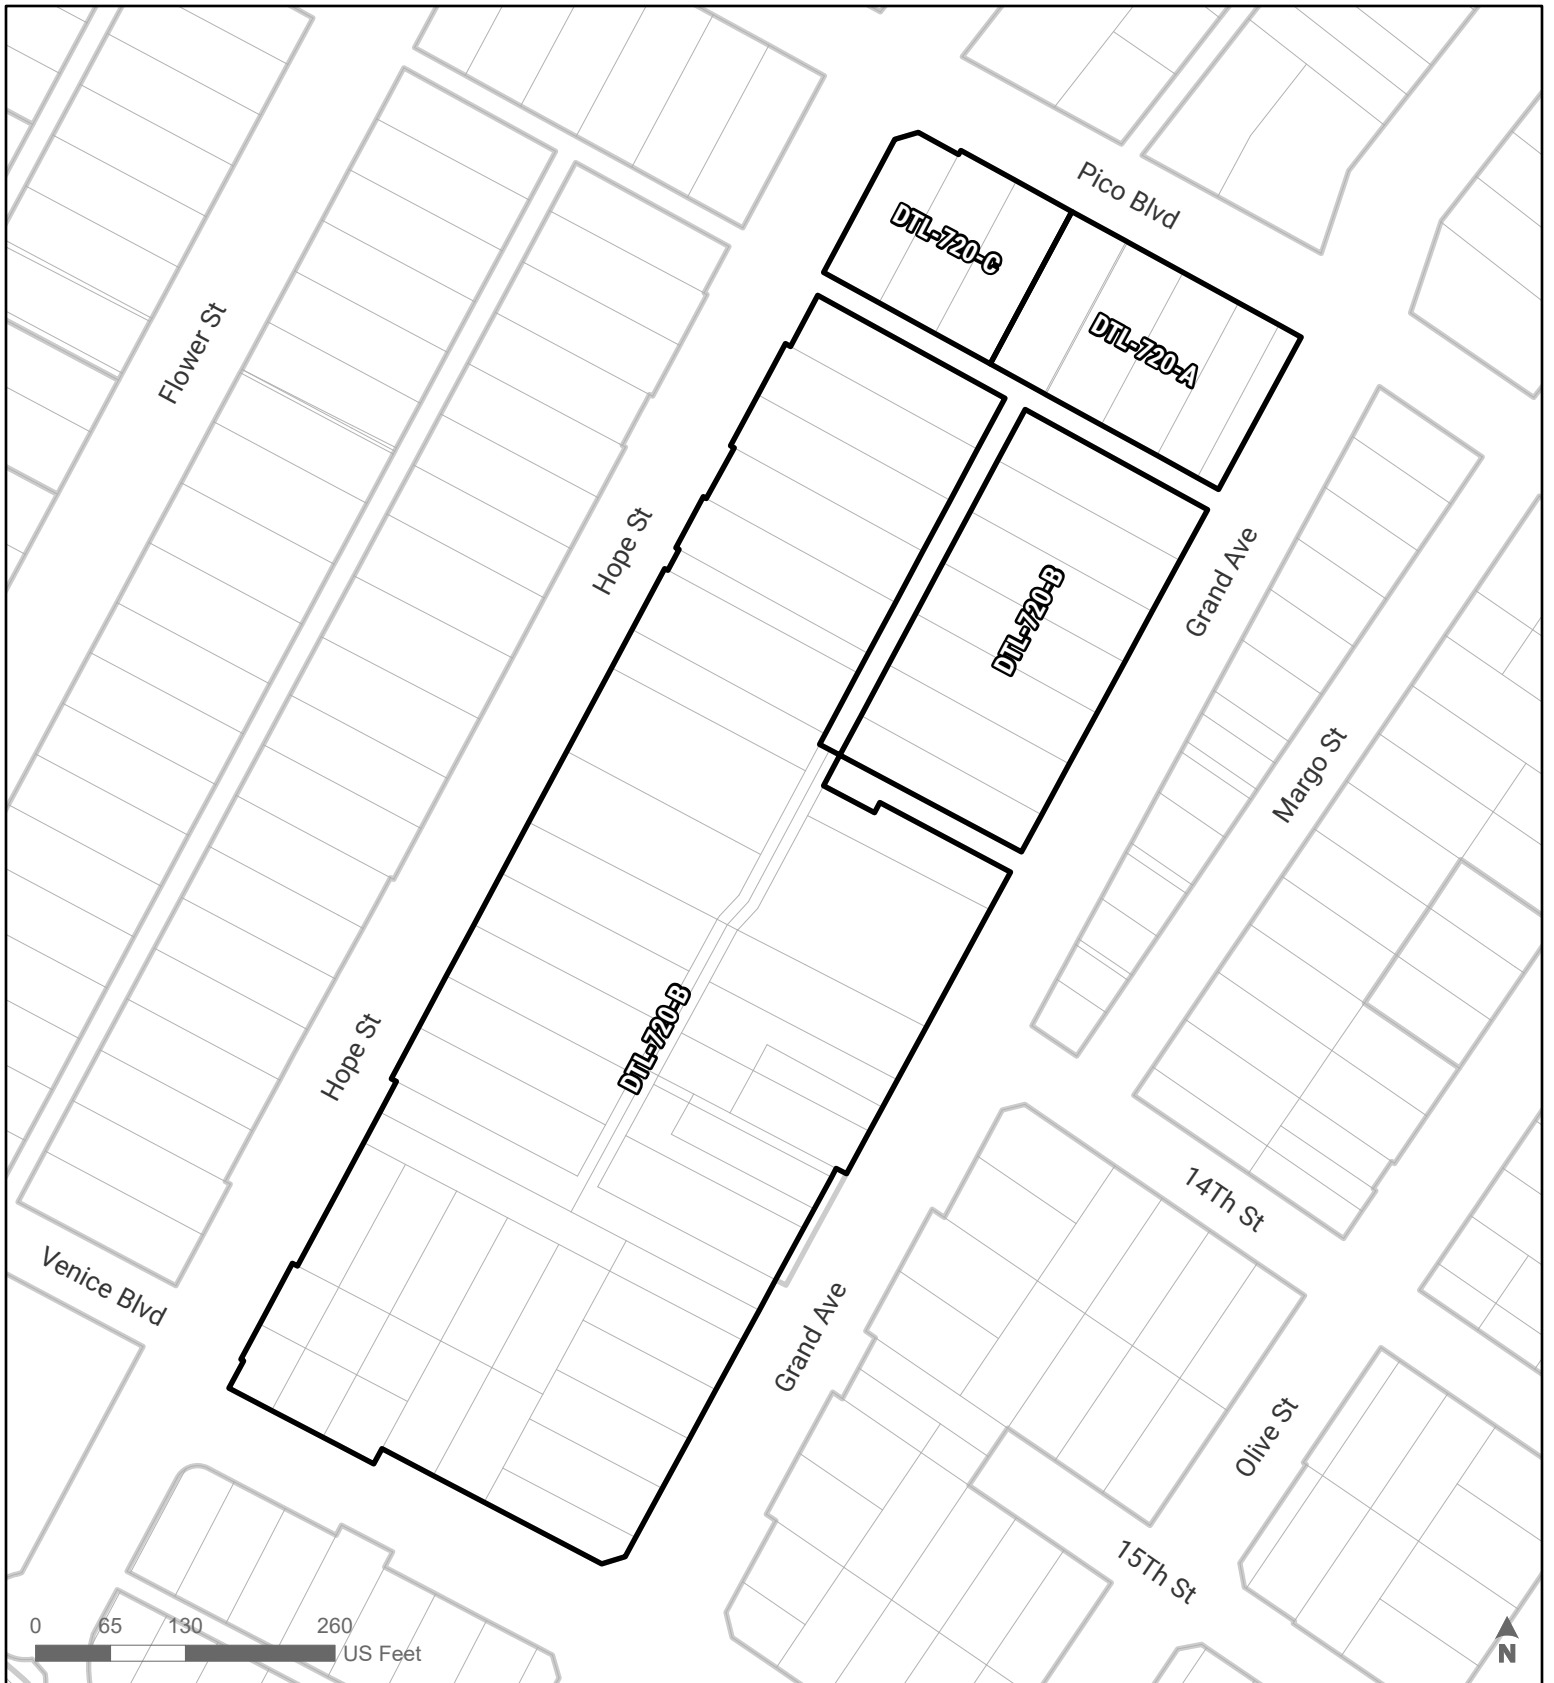 Pico Blvd
DTL-720-C
DTL-720-A
Flower St
Hope St
Grand Ave
DTL-720-B
Margo St
DTL-720-B
Hope St
14Th St
Venice Blvd
Grand Ave
Olive St
15Th St
0 65 130 260
US Feet
N